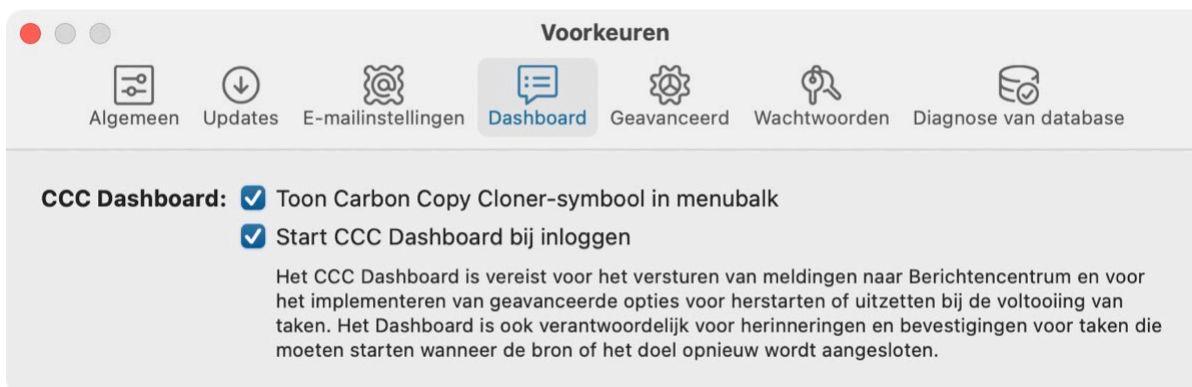 Voorkeuren
Algemeen Updates E-mailinstellingen Dashboard Geavanceerd Wachtwoorden Diagnose van database
CCC Dashboard: Toon Carbon Copy Cloner-symbool in menubalk
Start CCC Dashboard bij inloggen
Het CCC Dashboard is vereist voor het versturen van meldingen naar Berichtencentrum en voor
het implementeren van geavanceerde opties voor herstarten of uitzetten bij de voltooiing van
taken. Het Dashboard is ook verantwoordelijk voor herinneringen en bevestigingen voor taken die
moeten starten wanneer de bron of het doel opnieuw wordt aangesloten.